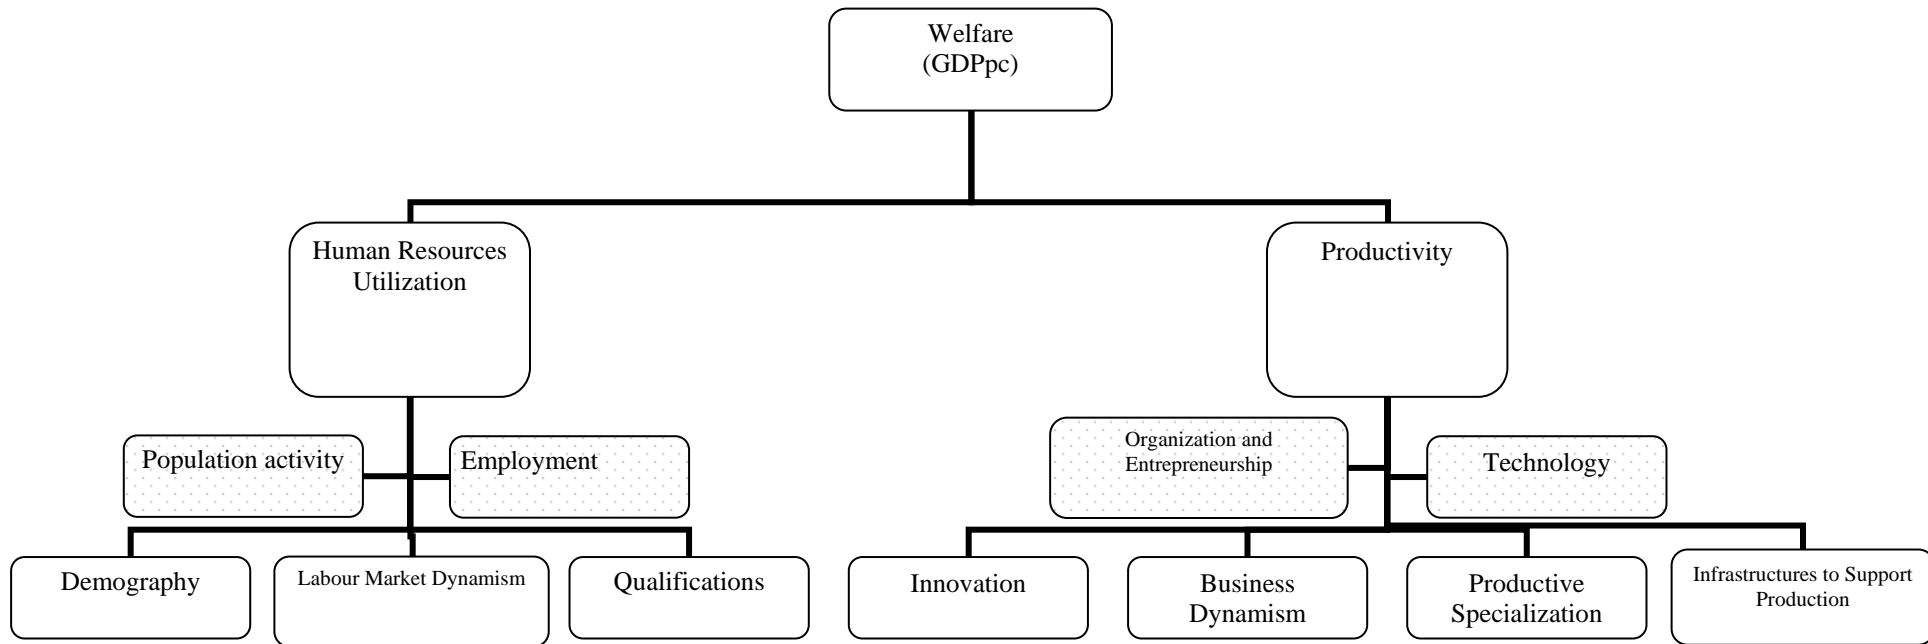 Welfare
(GDPpc)
Human Resources
Utilization
Productivity
Population activity
Employment
Organization and
Entrepreneurship
Technology
Demography
Labour Market Dynamism
Qualifications
Innovation
Business
Dynamism
Productive
Specialization
Infrastructures to Support
Production